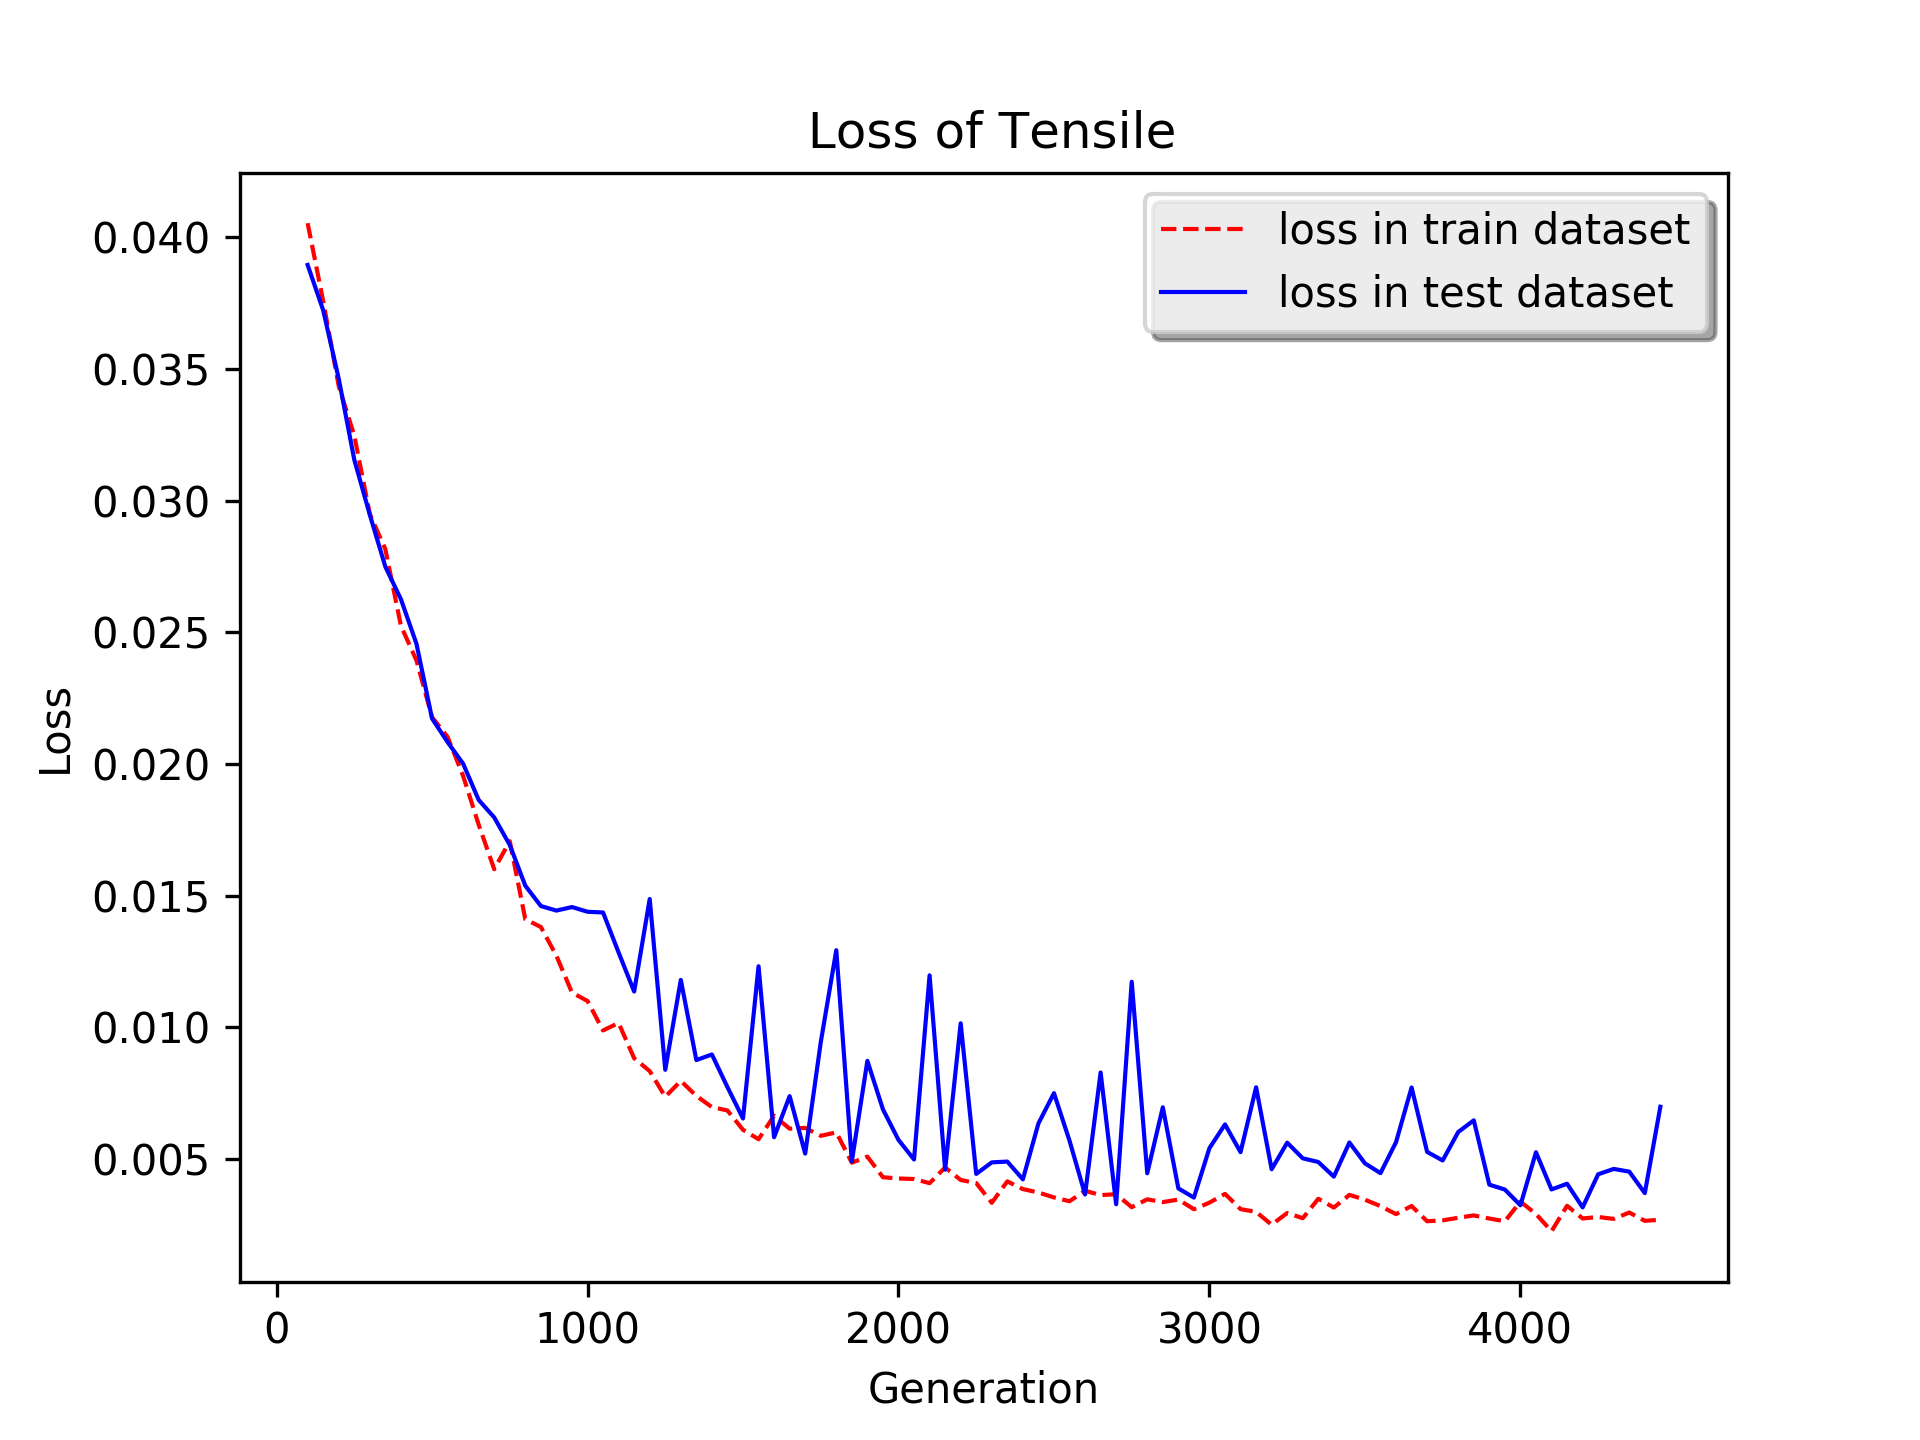 Loss of Tensile
loss in train dataset
loss in test dataset
0.040
0.035
0.030
0.025
0.020
0.015
0.010
0.005
Loss
0 1000 2000 3000 4000
Generation